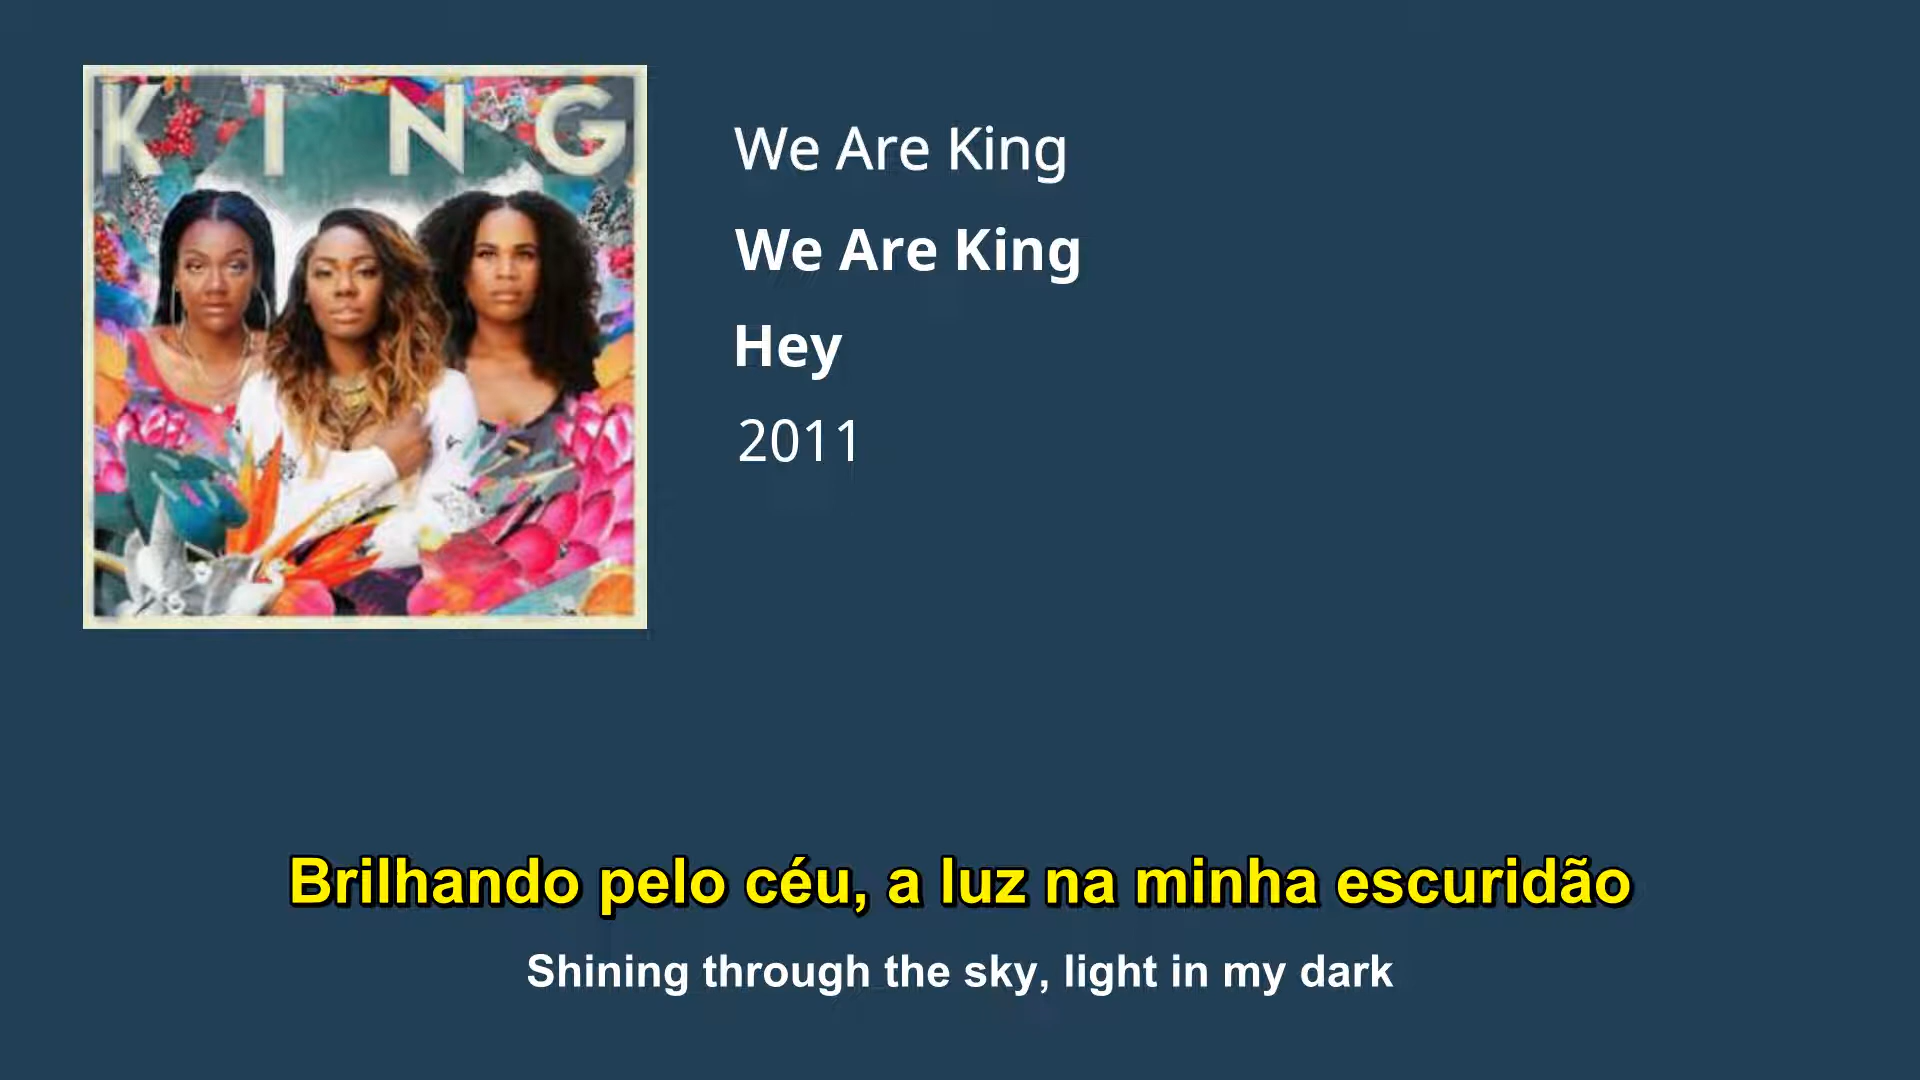 KING
We Are King
We Are King
Hey
2011
Brilhando pelo céu, a luz na minha escuridão
Shining through the sky, light in my dark